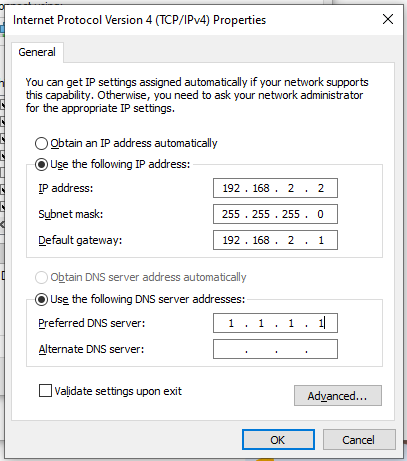 Internet Protocol Version 4 (TCP/IPv4) Properties
General
You can get IP settings assigned automatically if your network supports
this capability. Otherwise, you need to ask your network administrator
for the appropriate IP settings.
Obtain an IP address automatically
Use the following IP address:
IP address: 192 . 168 . 2 . 2
Subnet mask: 255 . 255 . 255 . 0
Default gateway: 192 . 168 . 2 . 1
Obtain DNS server address automatically
Use the following DNS server addresses:
Preferred DNS server: 1 . 1 . 1 . 1
Alternate DNS server: . . .
Validate settings upon exit
Advanced...
OK Cancel